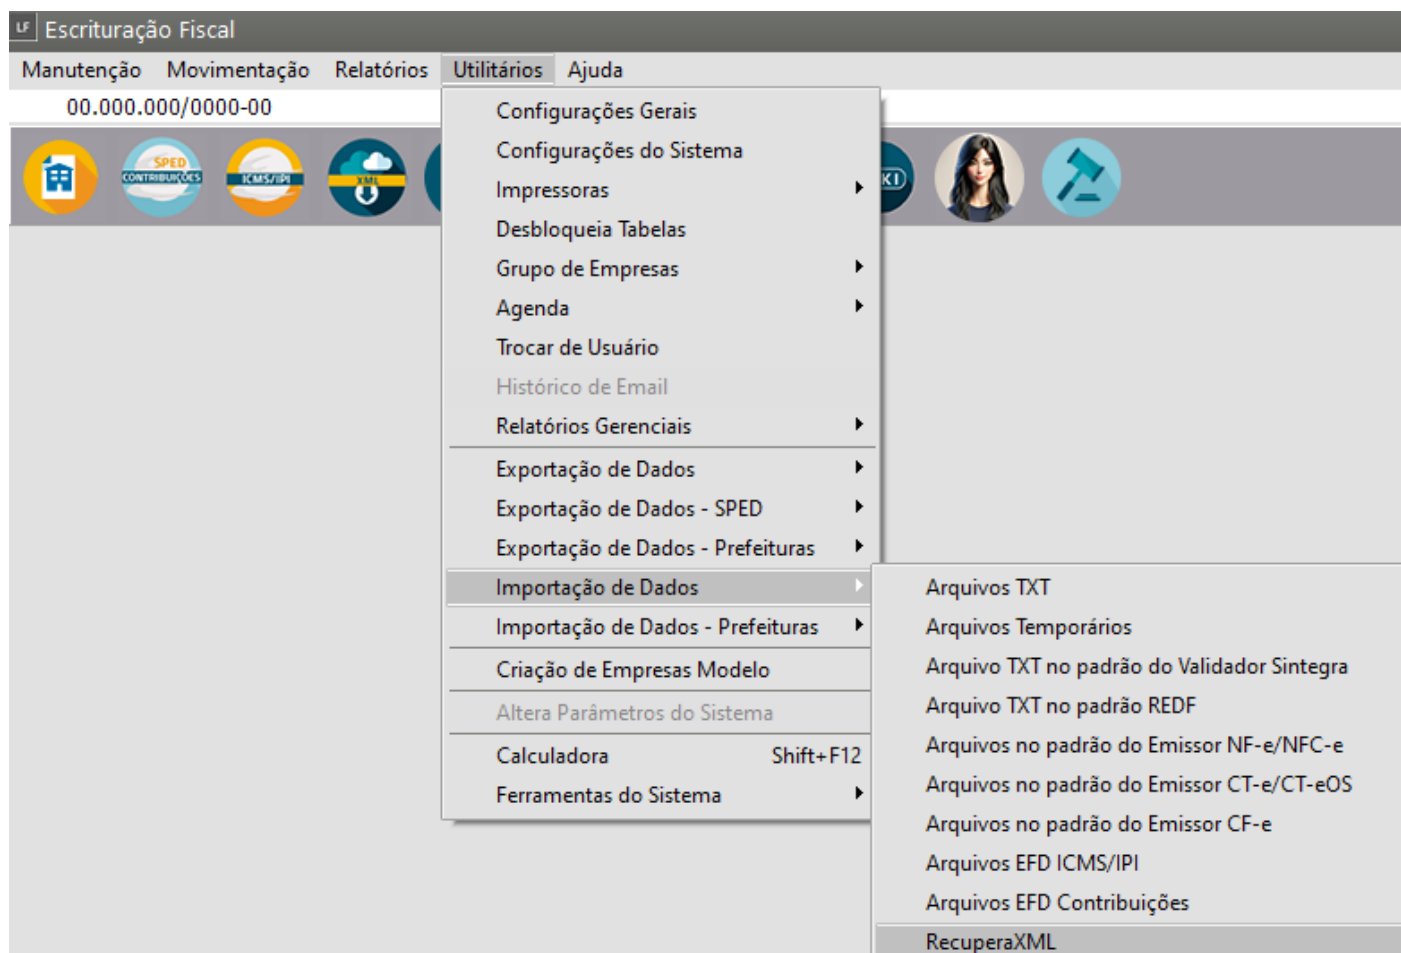 LF Escrituração Fiscal
Manutenção Movimentação Relatórios Utilitários Ajuda
00.000.000/0000-00
SPED
CONTRIBUIÇÕES
ICMS/IPI
XML
KI)
Configurações Gerais
Configurações do Sistema
Impressoras
Desbloqueia Tabelas
Grupo de Empresas
Agenda
Trocar de Usuário
Histórico de Email
Relatórios Gerenciais
Exportação de Dados
Exportação de Dados - SPED
Exportação de Dados - Prefeituras
Importação de Dados
Importação de Dados - Prefeituras
Criação de Empresas Modelo
Altera Parâmetros do Sistema
Calculadora Shift+F12
Ferramentas do Sistema
Arquivos TXT
Arquivos Temporários
Arquivo TXT no padrão do Validador Sintegra
Arquivo TXT no padrão REDF
Arquivos no padrão do Emissor NF-e/NFC-e
Arquivos no padrão do Emissor CT-e/CT-eOS
Arquivos no padrão do Emissor CF-e
Arquivos EFD ICMS/IPI
Arquivos EFD Contribuições
RecuperaXML